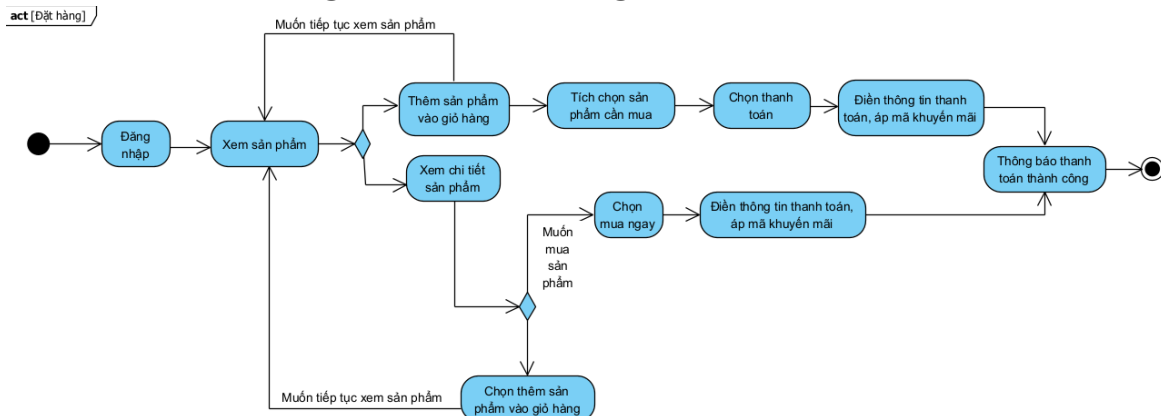 act [Đặt hàng]
Muốn tiếp tục xem sản phẩm
Đăng
nhập
Xem sản phẩm
Thêm sản phẩm
vào giỏ hàng
Tích chọn sản
phẩm cần mua
Chọn thanh
toán
Điền thông tin thanh
toán, áp mã khuyến mãi
Xem chi tiết
sản phẩm
Thông báo thanh
toán thành công
Chọn
mua ngay
Điền thông tin thanh toán,
áp mã khuyến mãi
Muốn
mua
sản
phẩm
Muốn tiếp tục xem sản phẩm
Chọn thêm sản
phẩm vào giỏ hàng